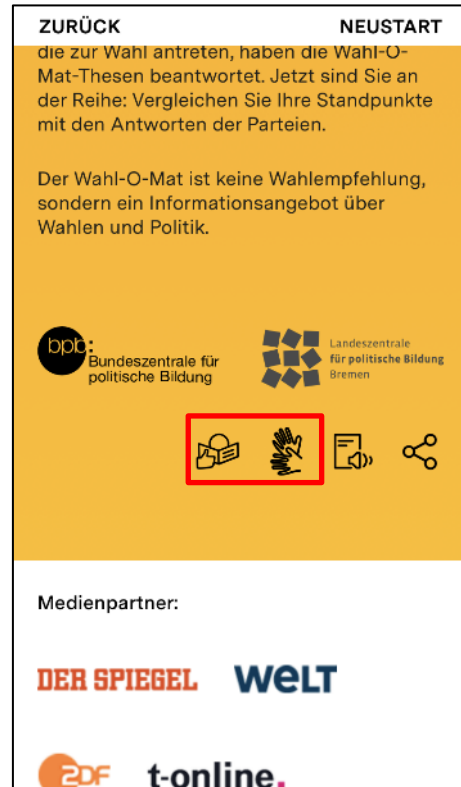 ZURÜCK NEUSTART
die zur Wahl antreten, haben die Wahl-O-
Mat-Thesen beantwortet. Jetzt sind Sie an
der Reihe: Vergleichen Sie Ihre Standpunkte
mit den Antworten der Parteien.
Der Wahl-O-Mat ist keine Wahlempfehlung,
sondern ein Informationsangebot über
Wahlen und Politik.
bpb:
Bundeszentrale für
politische Bildung
Landeszentrale
für politische Bildung
Bremen
Medienpartner:
DER SPIEGEL WELT
ZDF t-online.